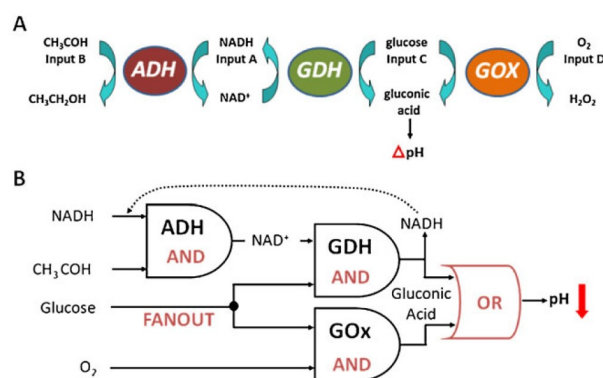 A
CH₃COH NADH glucose O₂
Input B Input A Input C Input D
ADH GDH GOX
CH₃CH₂OH NAD⁺ gluconic acid H₂O₂
ΔpH
B
NADH
ADH
AND
NAD⁺
NADH
GDH
AND
CH₃COH
Glucose
FANOUT
Gluconic
Acid
OR
pH
GOx
AND
O₂